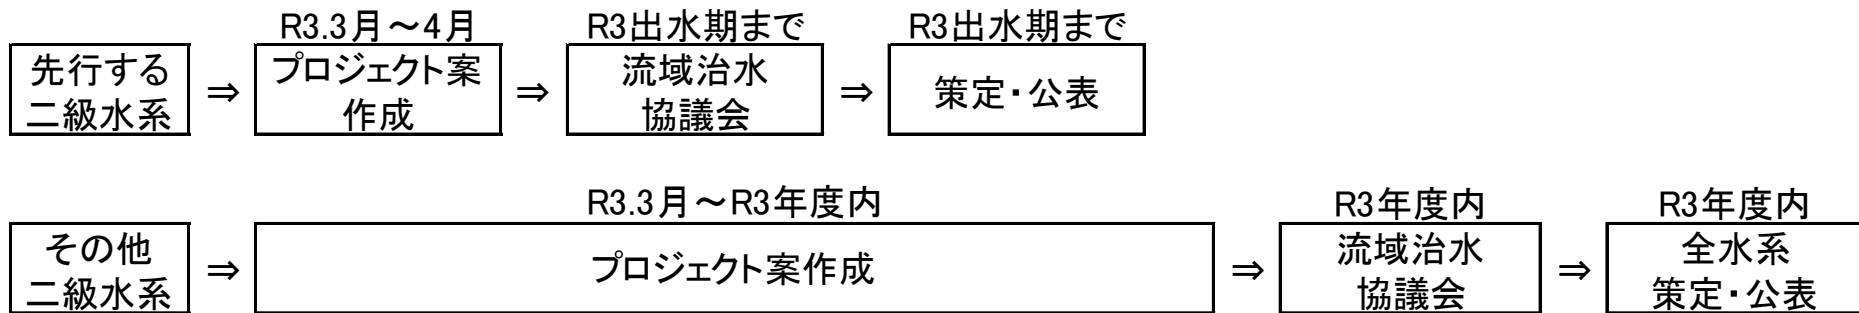 R3.3月～4月
R3出水期まで
R3出水期まで
先行する
二級水系
⇒
プロジェクト案
作成
⇒
流域治水
協議会
⇒
策定・公表
R3.3月～R3年度内
R3年度内
R3年度内
その他
二級水系
⇒
プロジェクト案作成
⇒
流域治水
協議会
⇒
全水系
策定・公表